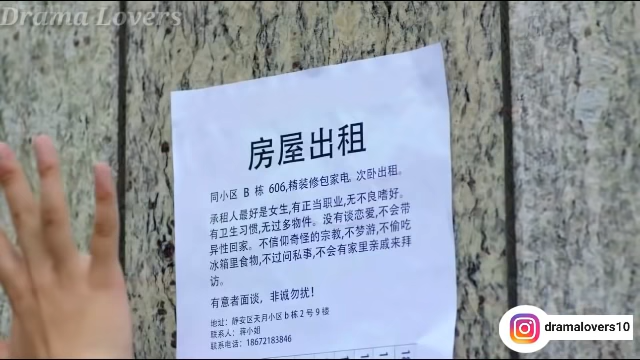 Drama Lovers
房屋出租
同小区 B 栋 606,精装修包家电, 次卧出租。
承租人最好是女生,有正当职业,无不良嗜好。
有卫生习惯,无过多物件。没有谈恋爱,不会带
异性回家。不信仰奇怪的宗教,不梦游,不偷吃
冰箱里食物,不过问私事,不会有家里亲戚来拜
访。
有意者面谈，非诚勿扰！
地址：静安区天月小区 b 栋 2 号 9 楼
联系人：蒋小姐
联系电话：18672183846
dramalovers10